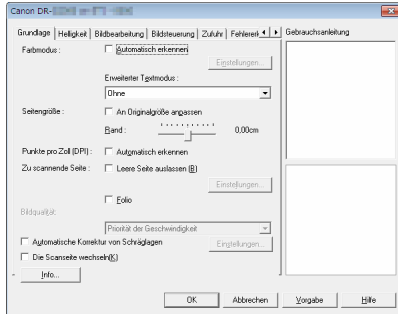 Canon DR-
Grundlage Helligkeit Bildbearbeitung Bildsteuerung Zufuhr Fehlererk
Gebrauchsanleitung
Farbmodus :
Automatisch erkennen
Einstellungen...
Erweiterter Textmodus :
Ohne
Seitengröße :
An Originalgröße anpassen
Rand :
0,00cm
Punkte pro Zoll (DPI) :
Automatisch erkennen
Zu scannende Seite :
Leere Seite auslassen (B)
Einstellungen...
Folio
Bildqualität:
Priorität der Geschwindigkeit
Automatische Korrektur von Schräglagen
Einstellungen...
Die Scanseite wechseln(K)
Info...
OK Abbrechen Vorgabe Hilfe